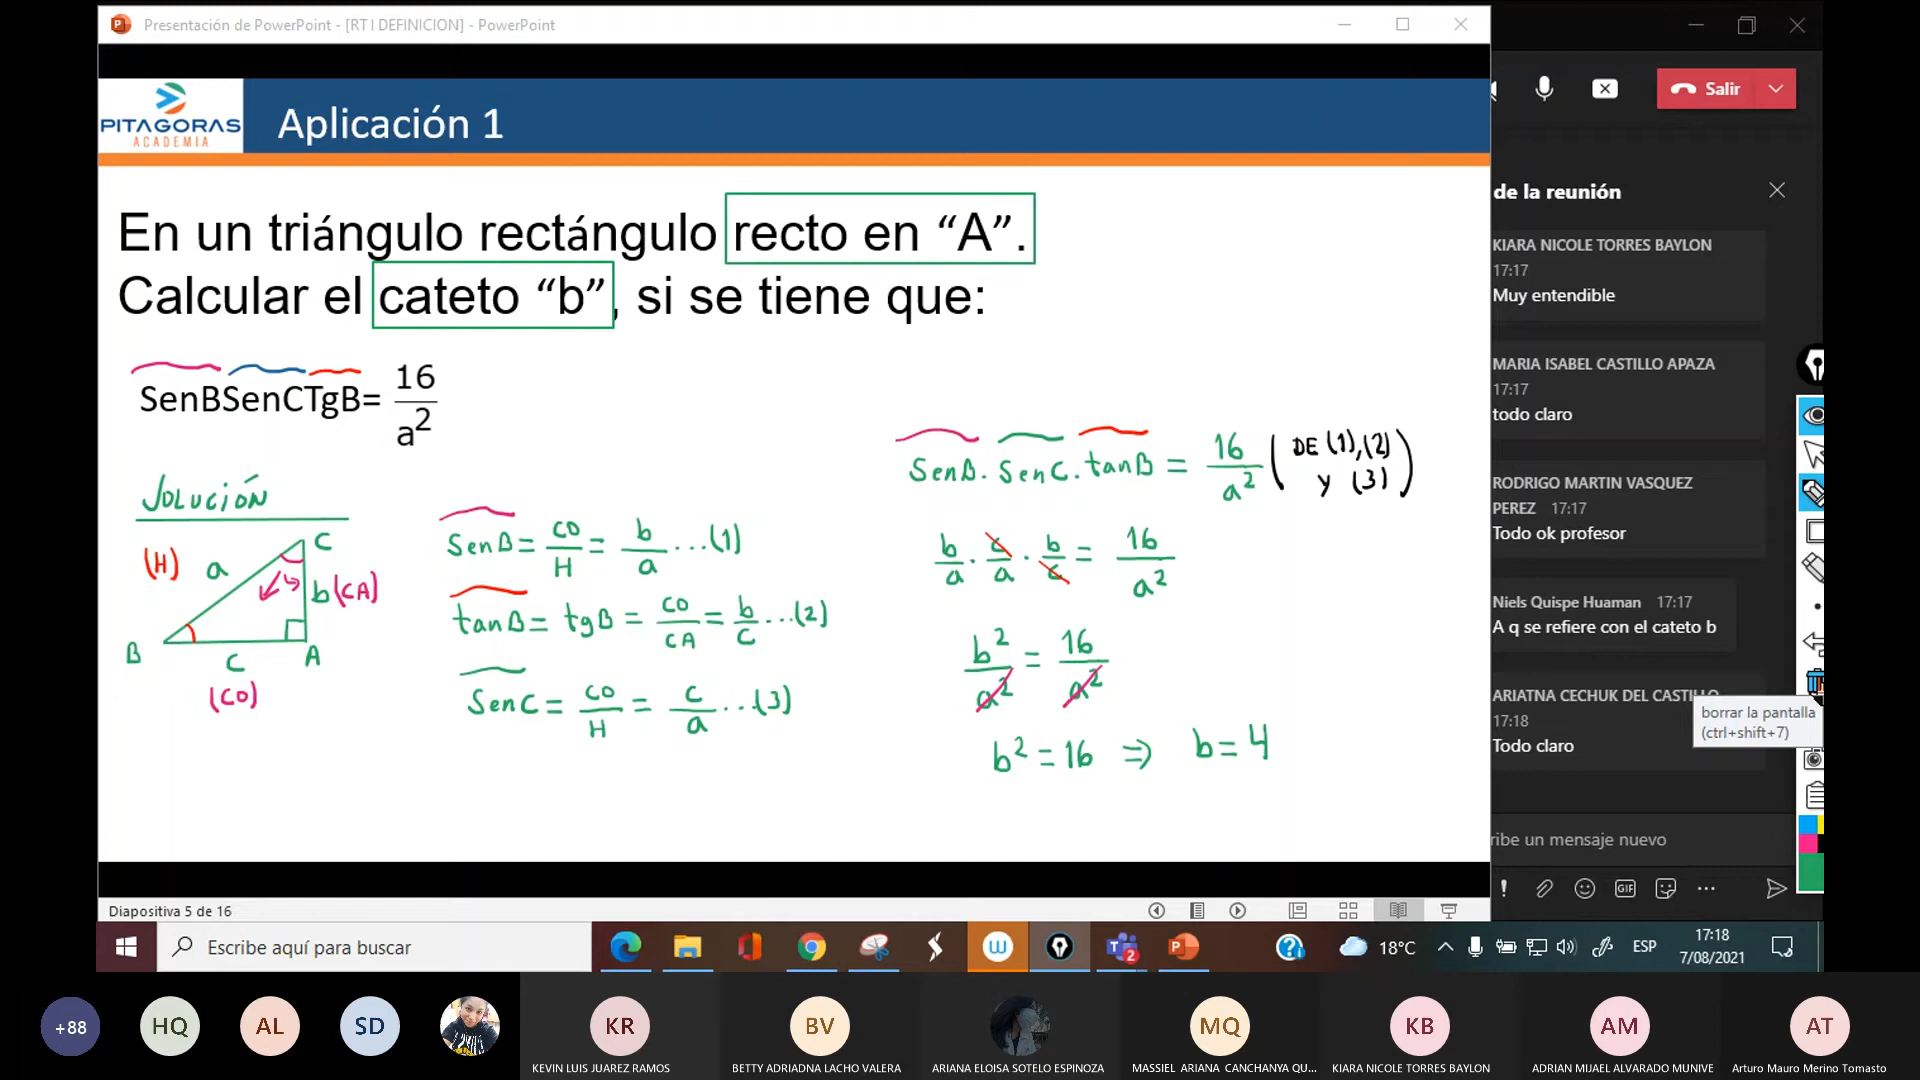 Presentación de PowerPoint - [RT I DEFINICION] - PowerPoint
PITAGORAS
ACADEMIA
Aplicación 1
En un triángulo rectángulo recto en “A”.
Calcular el cateto “b”, si se tiene que:
SenBSenCTgB= 16/a²
SOLUCIÓN
(H) a C
b (CA)
B c A
(CO)
SenB = CO/H = b/a ...(1)
tanB = tgB = CO/CA = b/c ...(2)
SenC = CO/H = c/a ...(3)
SenB . SenC . tanB = 16/a² (DE (1),(2) y (3))
b/a . c/a . b/c = 16/a²
b²/a² = 16/a²
b² = 16 ⇒ b = 4
Diapositiva 5 de 16
Salir
de la reunión
KIARA NICOLE TORRES BAYLON
17:17
Muy entendible
MARIA ISABEL CASTILLO APAZA
17:17
todo claro
RODRIGO MARTIN VASQUEZ
PEREZ 17:17
Todo ok profesor
Niels Quispe Huaman 17:17
A q se refiere con el cateto b
ARIATNA CECHUK DEL CASTILLO
17:18
Todo claro
borrar la pantalla
(ctrl+shift+7)
ribe un mensaje nuevo
GIF
Escribe aquí para buscar
18°C
ESP
17:18
7/08/2021
+88
HQ
AL
SD
KR
KEVIN LUIS JUAREZ RAMOS
BV
BETTY ADRIADNA LACHO VALERA
ARIANA ELOISA SOTELO ESPINOZA
MQ
MASSIEL ARIANA CANCHANYA QU...
KB
KIARA NICOLE TORRES BAYLON
AM
ADRIAN MIJAEL ALVARADO MUNIVE
AT
Arturo Mauro Merino Tomasto